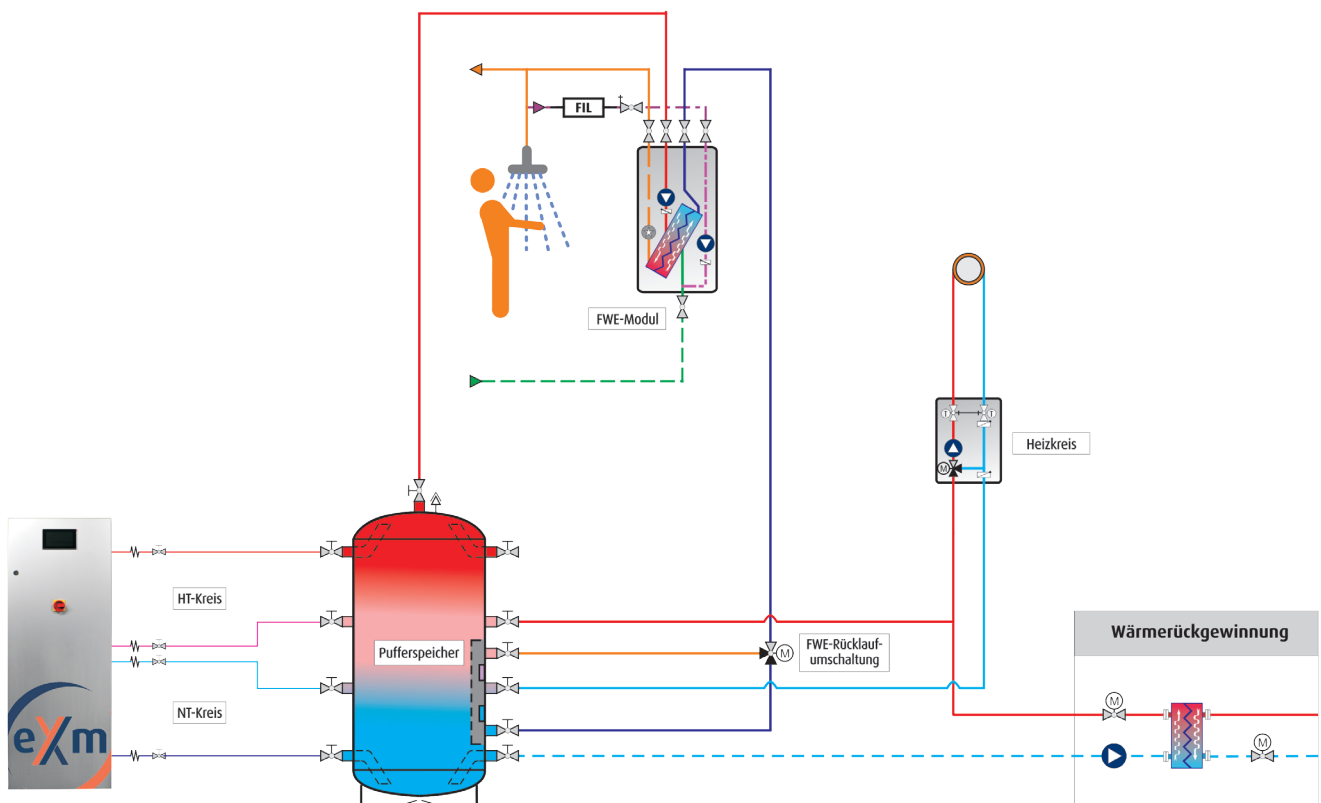 FIL
FWE-Modul
T
T
M
Heizkreis
HT-Kreis
NT-Kreis
eXm
Pufferspeicher
M
FWE-Rücklauf-
umschaltung
Wärmerückgewinnung
M
M